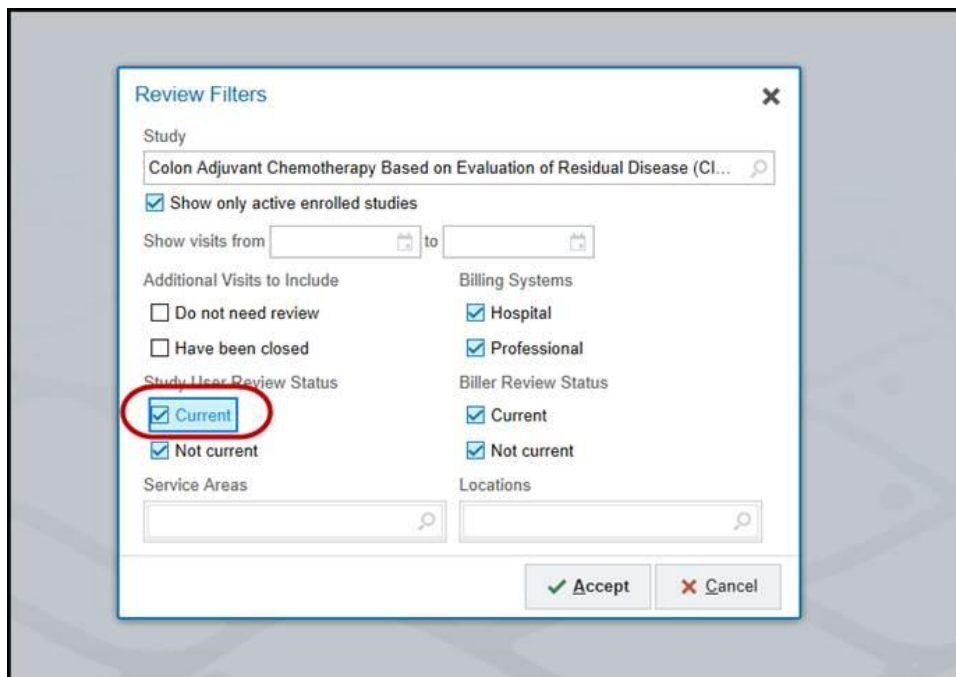 Review Filters
Study
Colon Adjuvant Chemotherapy Based on Evaluation of Residual Disease (CI...
Show only active enrolled studies
Show visits from to
Additional Visits to Include
Billing Systems
Do not need review
Hospital
Have been closed
Professional
Study User Review Status
Biller Review Status
Current
Current
Not current
Not current
Service Areas
Locations
Accept
Cancel